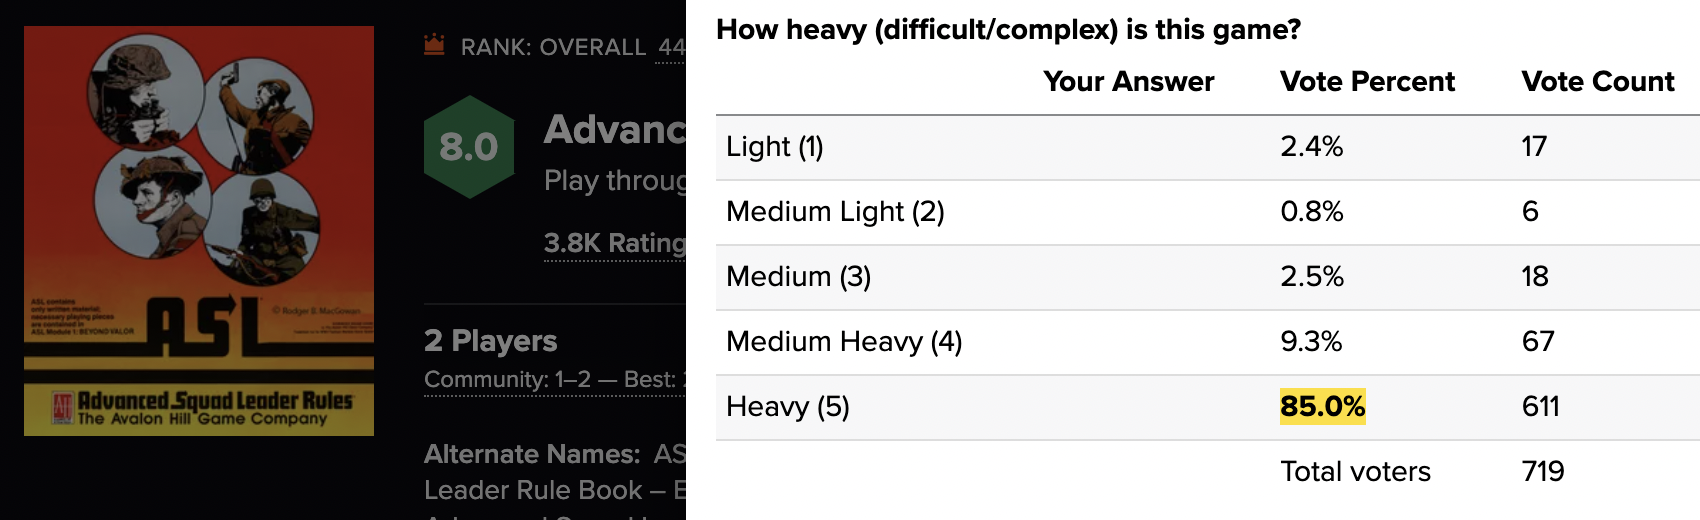 ASL contains
only written material;
necessary playing pieces
are contained in
ASL Module 1: BEYOND VALOR
ASL
© Rodger B. MacGowan
AH Advanced Squad Leader Rules
The Avalon Hill Game Company
RANK: OVERALL 44
8.0
Advanc
Play throug
3.8K Rating
2 Players
Community: 1–2 — Best:
Alternate Names: AS
Leader Rule Book – E
How heavy (difficult/complex) is this game?
Your Answer Vote Percent Vote Count
Light (1) 2.4% 17
Medium Light (2) 0.8% 6
Medium (3) 2.5% 18
Medium Heavy (4) 9.3% 67
Heavy (5) 85.0% 611
Total voters 719